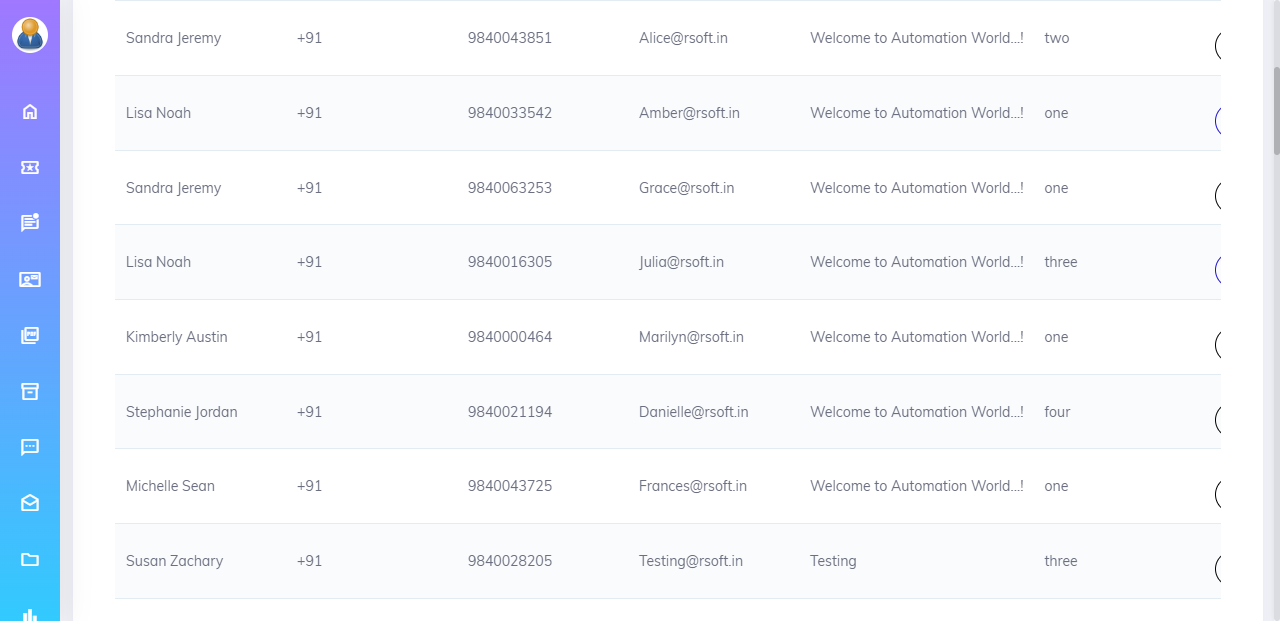 Sandra Jeremy +91 9840043851 Alice@rsoft.in Welcome to Automation World...! two
Lisa Noah +91 9840033542 Amber@rsoft.in Welcome to Automation World...! one
Sandra Jeremy +91 9840063253 Grace@rsoft.in Welcome to Automation World...! one
Lisa Noah +91 9840016305 Julia@rsoft.in Welcome to Automation World...! three
Kimberly Austin +91 9840000464 Marilyn@rsoft.in Welcome to Automation World...! one
Stephanie Jordan +91 9840021194 Danielle@rsoft.in Welcome to Automation World...! four
Michelle Sean +91 9840043725 Frances@rsoft.in Welcome to Automation World...! one
Susan Zachary +91 9840028205 Testing@rsoft.in Testing three